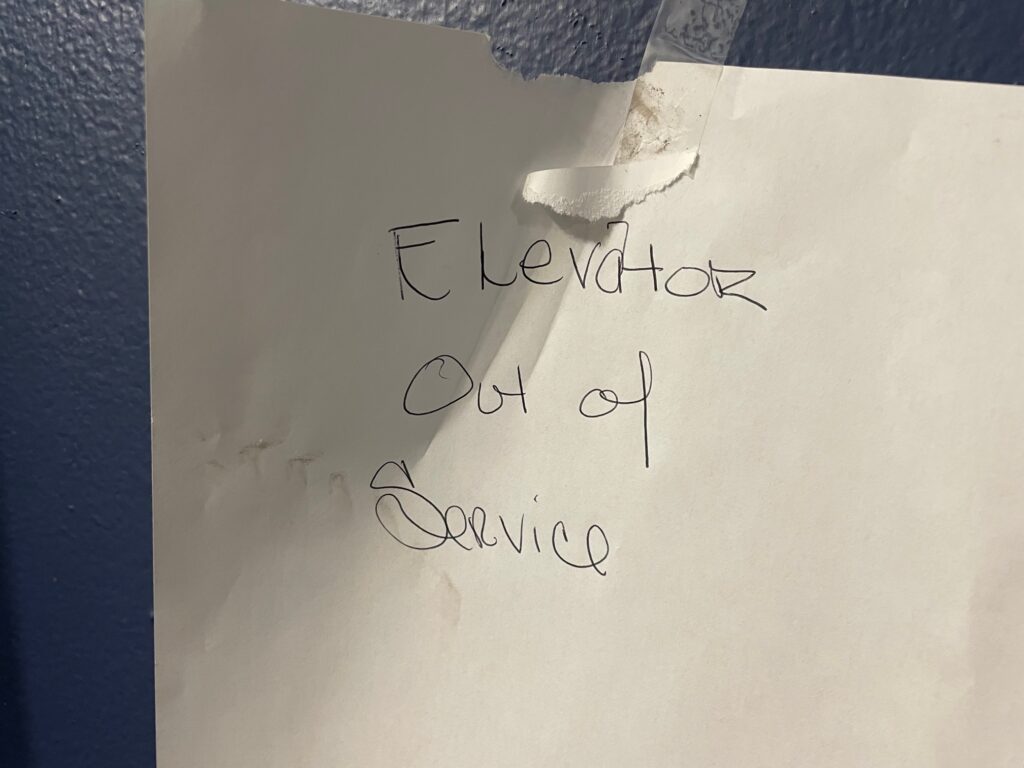 Elevator
Out of
Service